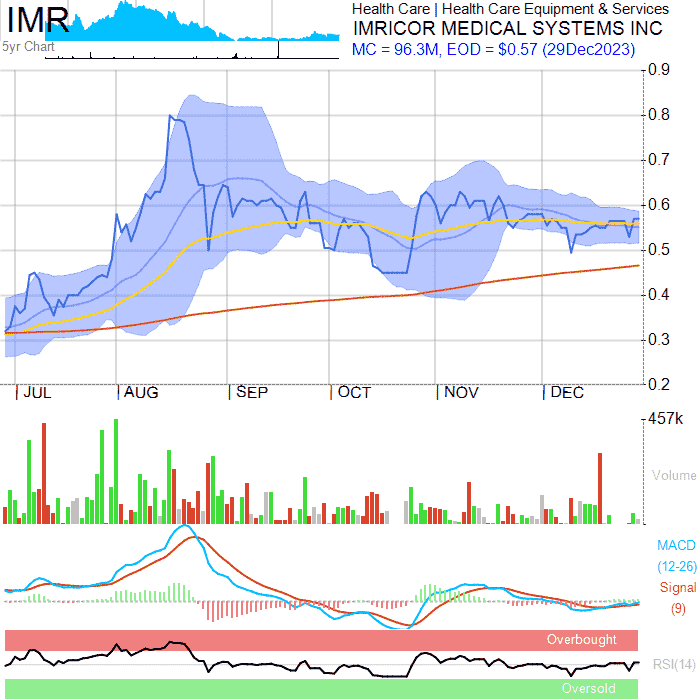 IMR
5yr Chart
Health Care | Health Care Equipment & Services
IMRICOR MEDICAL SYSTEMS INC
MC = 96.3M, EOD = $0.57 (29Dec2023)
0.9
0.8
0.7
0.6
0.5
0.4
0.3
0.2
JUL AUG SEP OCT NOV DEC
457k
Volume
MACD
(12-26)
Signal
(9)
Overbought
RSI(14)
Oversold